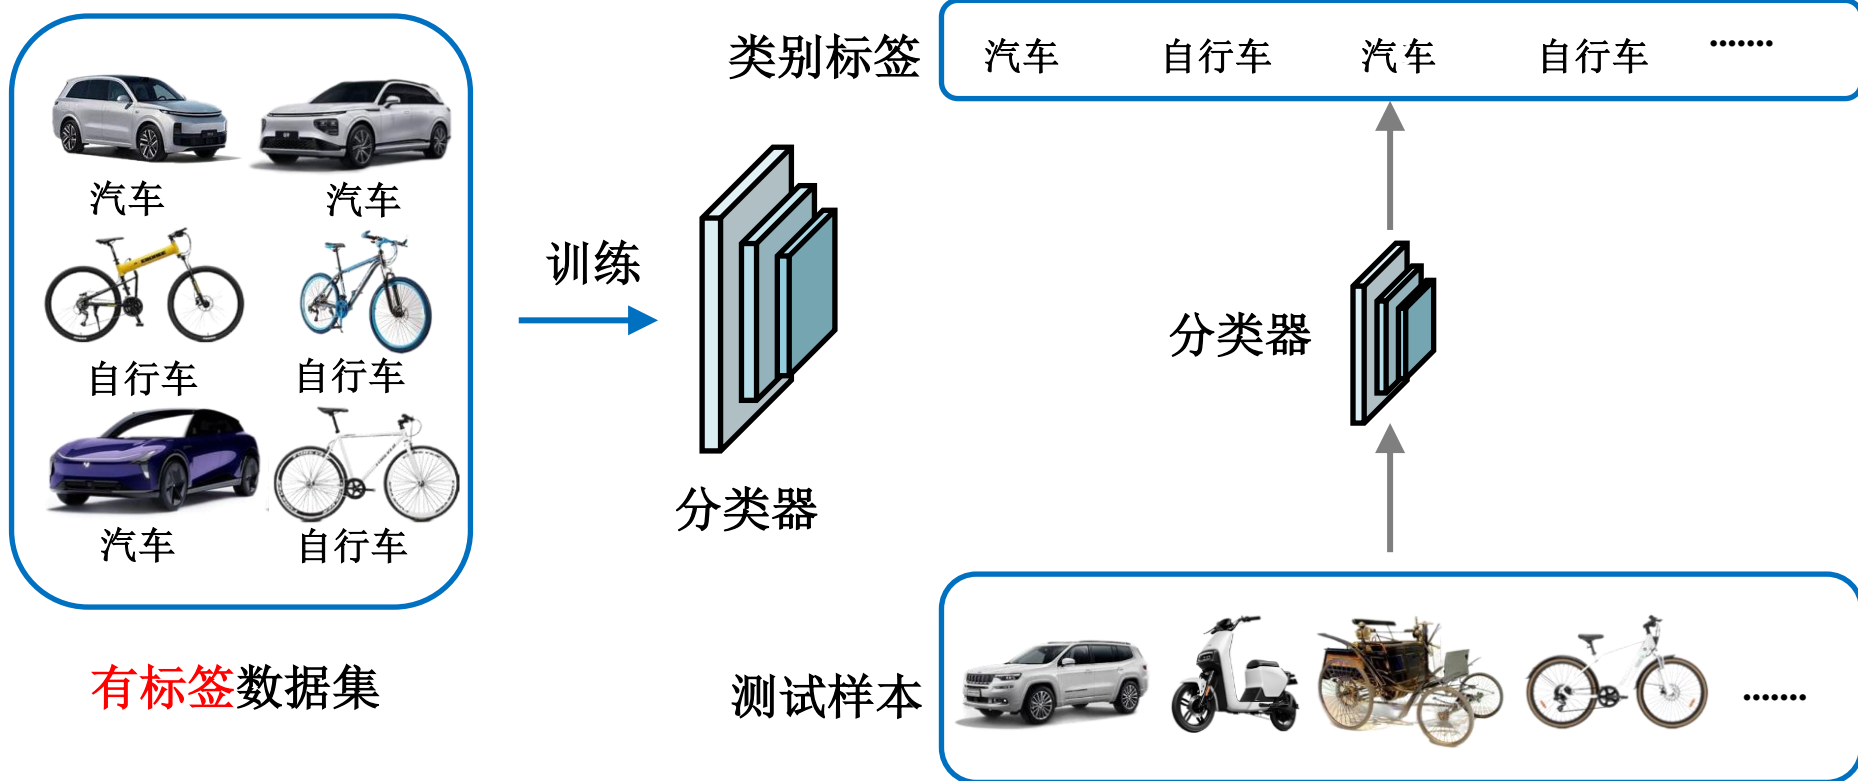 汽车 汽车
自行车 自行车
汽车 自行车
有标签数据集
训练
分类器
类别标签 汽车 自行车 汽车 自行车 .......
分类器
测试样本 .......